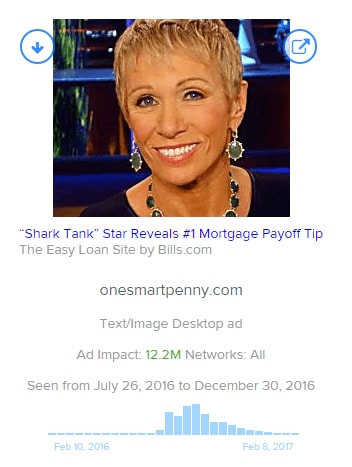 “Shark Tank” Star Reveals #1 Mortgage Payoff Tip
The Easy Loan Site by Bills.com
onesmartpenny.com
Text/Image Desktop ad
Ad Impact: 12.2M Networks: All
Seen from July 26, 2016 to December 30, 2016
Feb 10, 2016 Feb 8, 2017